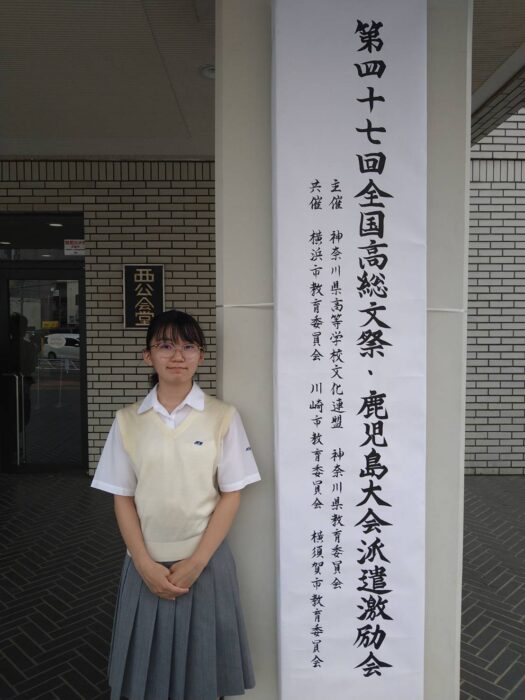 第四十七回全国高総文祭・鹿児島大会派遣激励会
主催 神奈川県高等学校文化連盟 神奈川県教育委員会
共催 横浜市教育委員会 川崎市教育委員会 横須賀市教育委員会
西公会堂